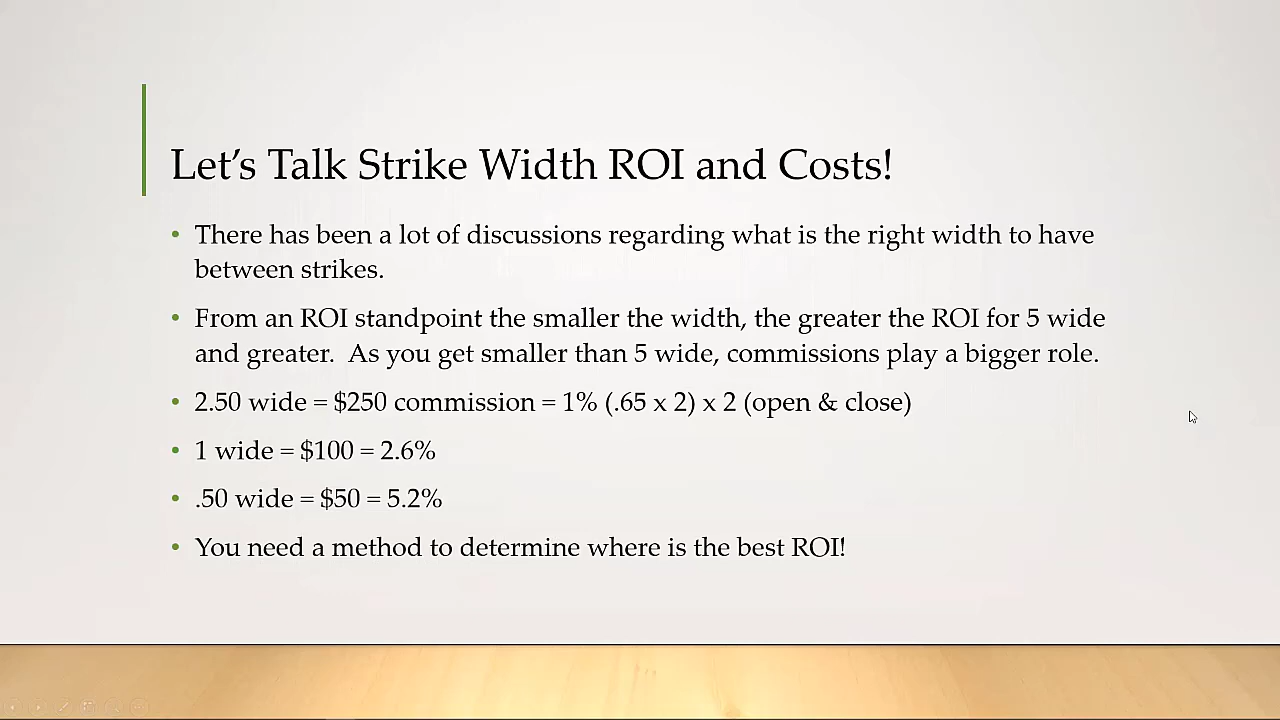 Let's Talk Strike Width ROI and Costs!
• There has been a lot of discussions regarding what is the right width to have
between strikes.
• From an ROI standpoint the smaller the width, the greater the ROI for 5 wide
and greater.  As you get smaller than 5 wide, commissions play a bigger role.
• 2.50 wide = $250 commission = 1% (.65 x 2) x 2 (open & close)
• 1 wide = $100 = 2.6%
• .50 wide = $50 = 5.2%
• You need a method to determine where is the best ROI!